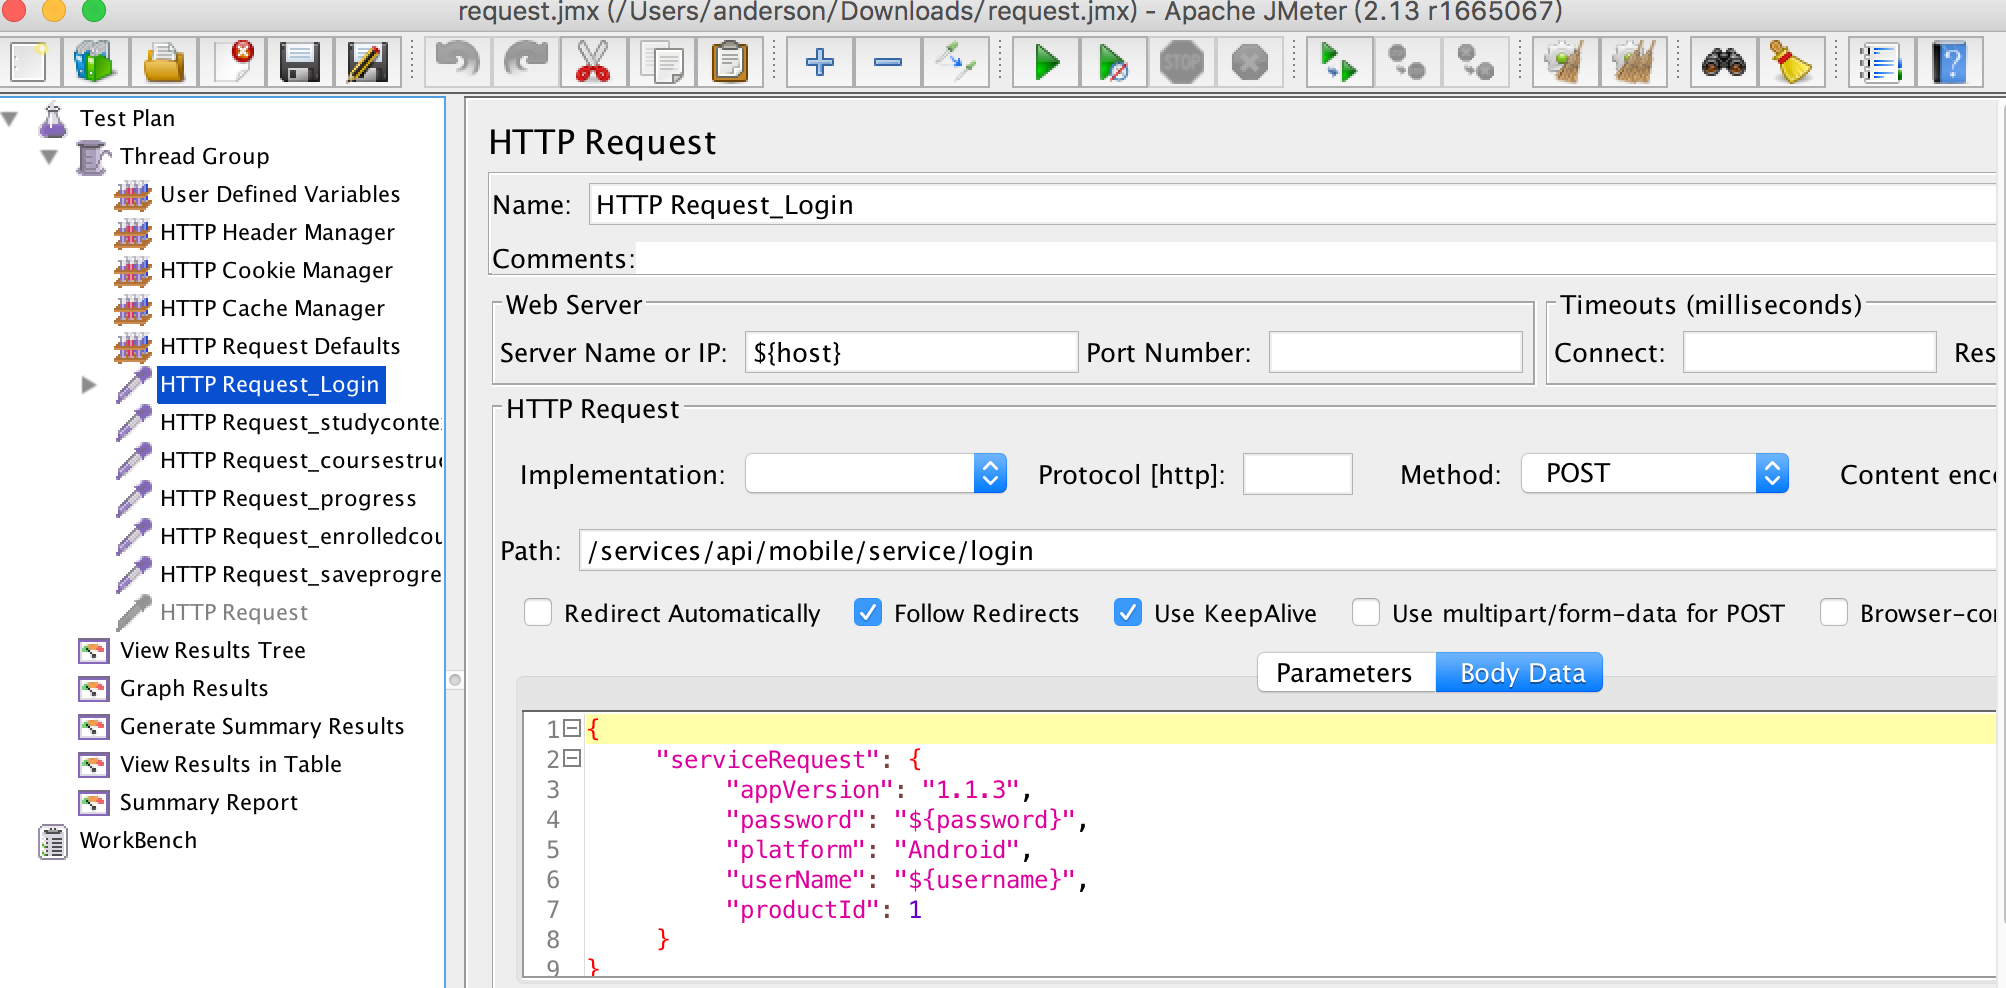 request.jmx (/Users/anderson/Downloads/request.jmx) - Apache JMeter (2.13 r1665067)
STOP
?
Test Plan
Thread Group
User Defined Variables
HTTP Header Manager
HTTP Cookie Manager
HTTP Cache Manager
HTTP Request Defaults
HTTP Request_Login
HTTP Request_studyconte
HTTP Request_coursestruc
HTTP Request_progress
HTTP Request_enrolledcou
HTTP Request_saveprogre
HTTP Request
View Results Tree
Graph Results
Generate Summary Results
View Results in Table
Summary Report
WorkBench
HTTP Request
Name: HTTP Request_Login
Comments:
Web Server
Timeouts (milliseconds)
Server Name or IP: ${host} Port Number:
Connect: Res
HTTP Request
Implementation: Protocol [http]: Method: POST Content enco
Path: /services/api/mobile/service/login
Redirect Automatically Follow Redirects Use KeepAlive Use multipart/form-data for POST Browser-co
Parameters Body Data
1 {
2 "serviceRequest": {
3 "appVersion": "1.1.3",
4 "password": "${password}",
5 "platform": "Android",
6 "userName": "${username}",
7 "productId": 1
8 }
9 }